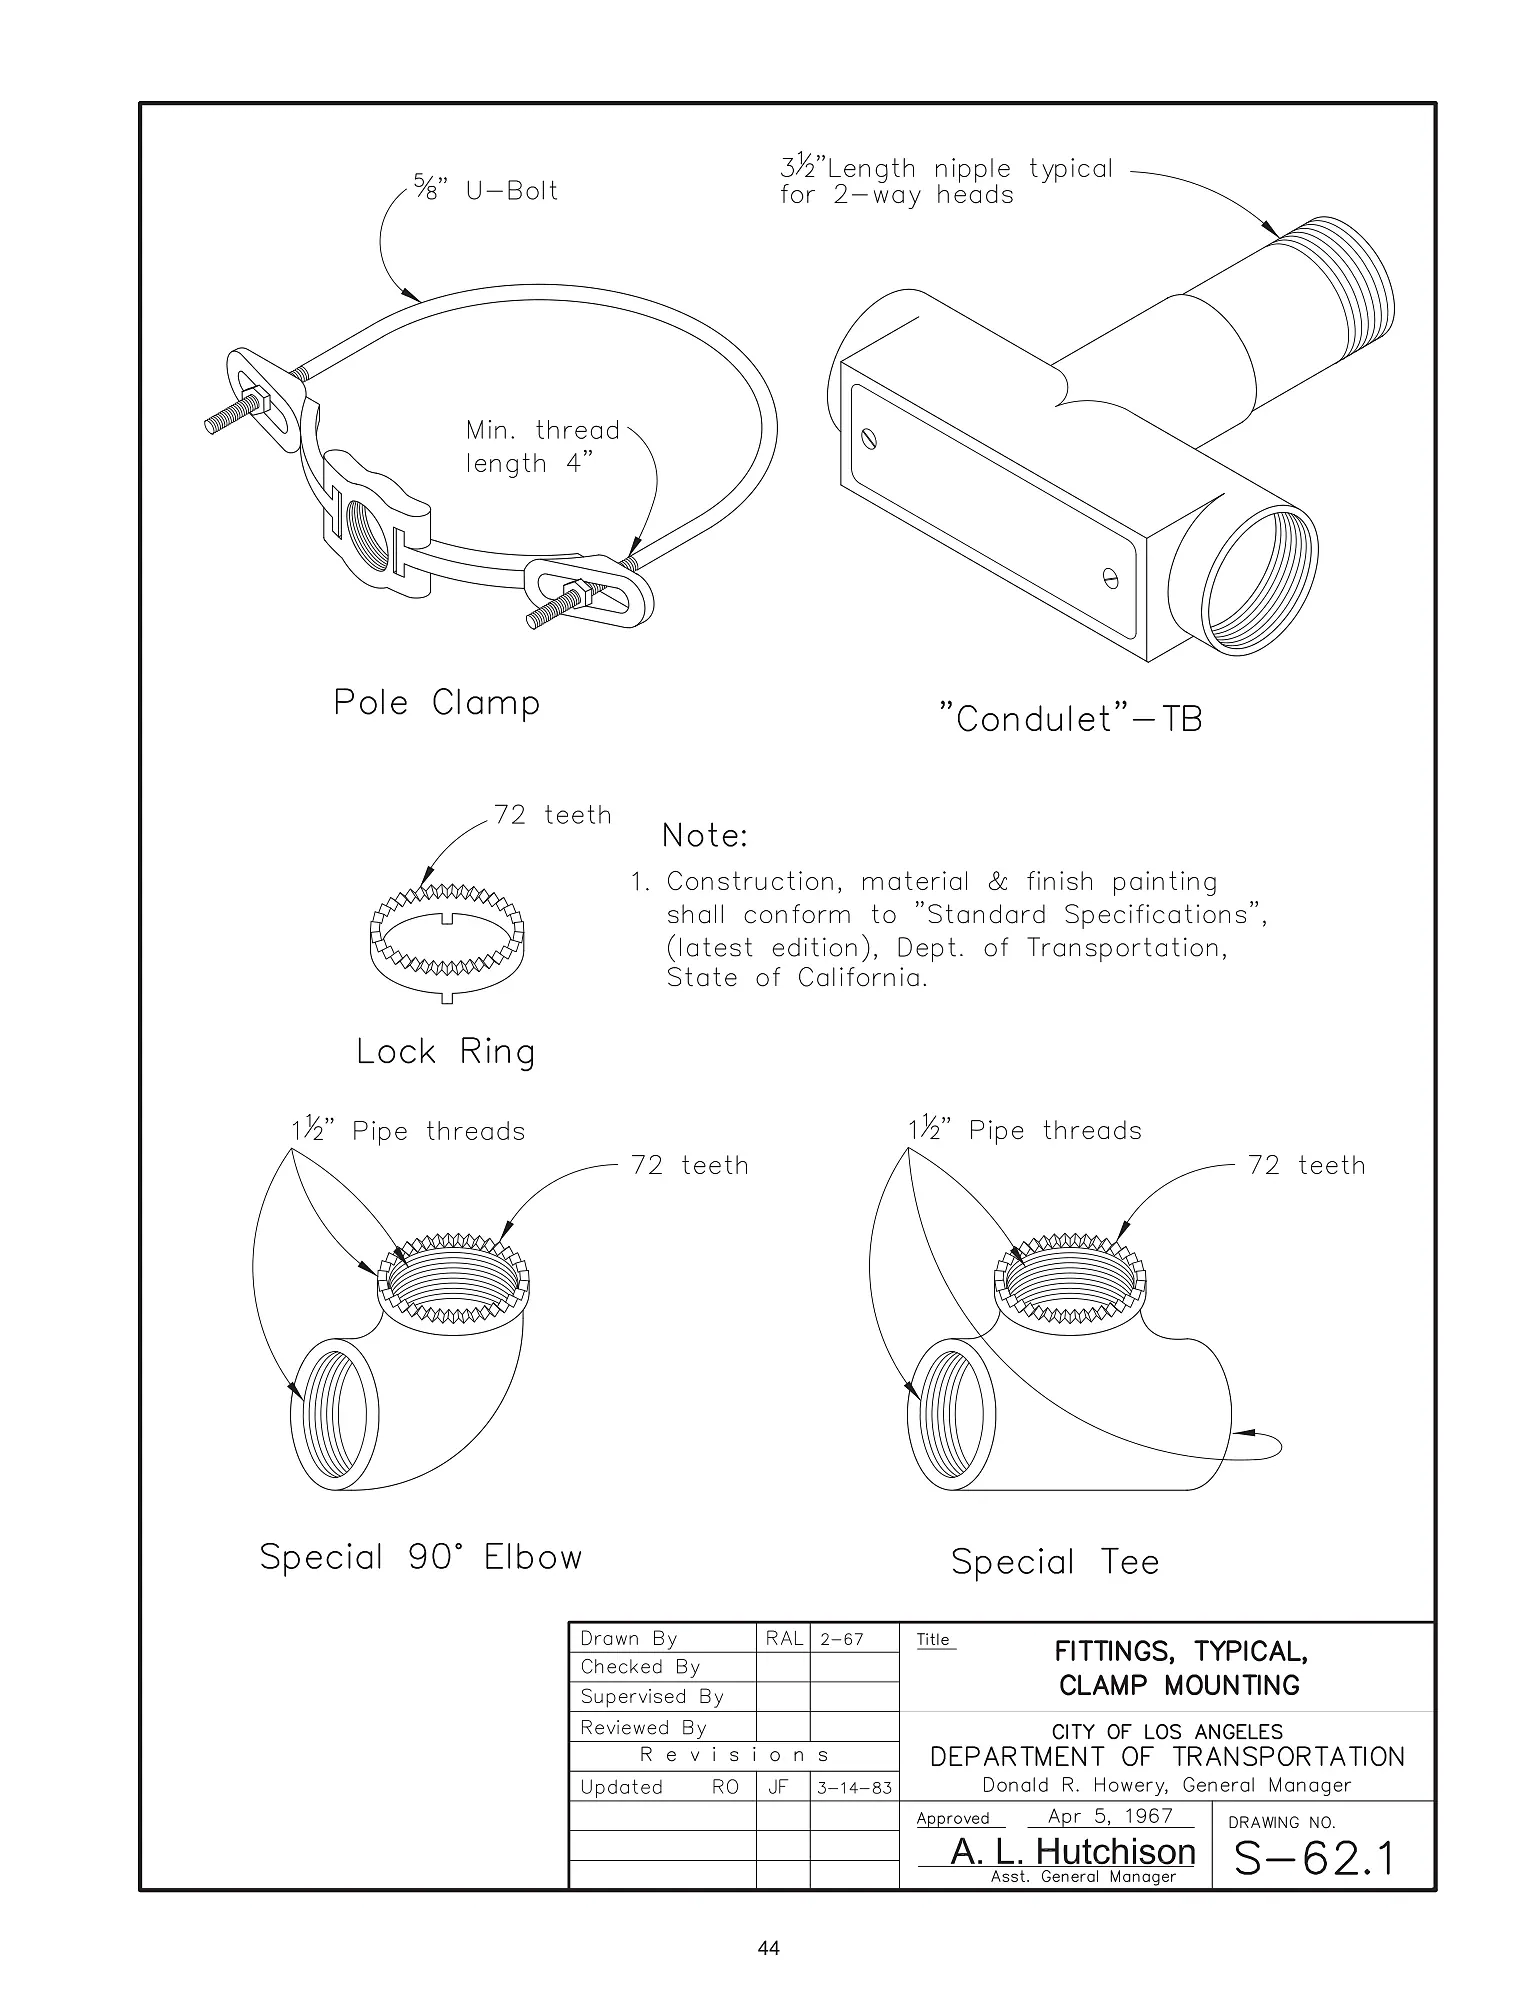 ⅝” U-Bolt
3½”Length nipple typical
for 2-way heads
Min. thread
length 4”
Pole Clamp
”Condulet”-TB
72 teeth
Note:
1. Construction, material & finish painting
shall conform to ”Standard Specifications”,
(latest edition), Dept. of Transportation,
State of California.
Lock Ring
1½” Pipe threads
72 teeth
1½” Pipe threads
72 teeth
Special 90° Elbow
Special Tee
Drawn By RAL 2-67
Checked By
Supervised By
Reviewed By
Revisions
Updated RO JF 3-14-83
Title
FITTINGS, TYPICAL,
CLAMP MOUNTING
CITY OF LOS ANGELES
DEPARTMENT OF TRANSPORTATION
Donald R. Howery, General Manager
Approved Apr 5, 1967
A. L. Hutchison
Asst. General Manager
DRAWING NO.
S-62.1
44